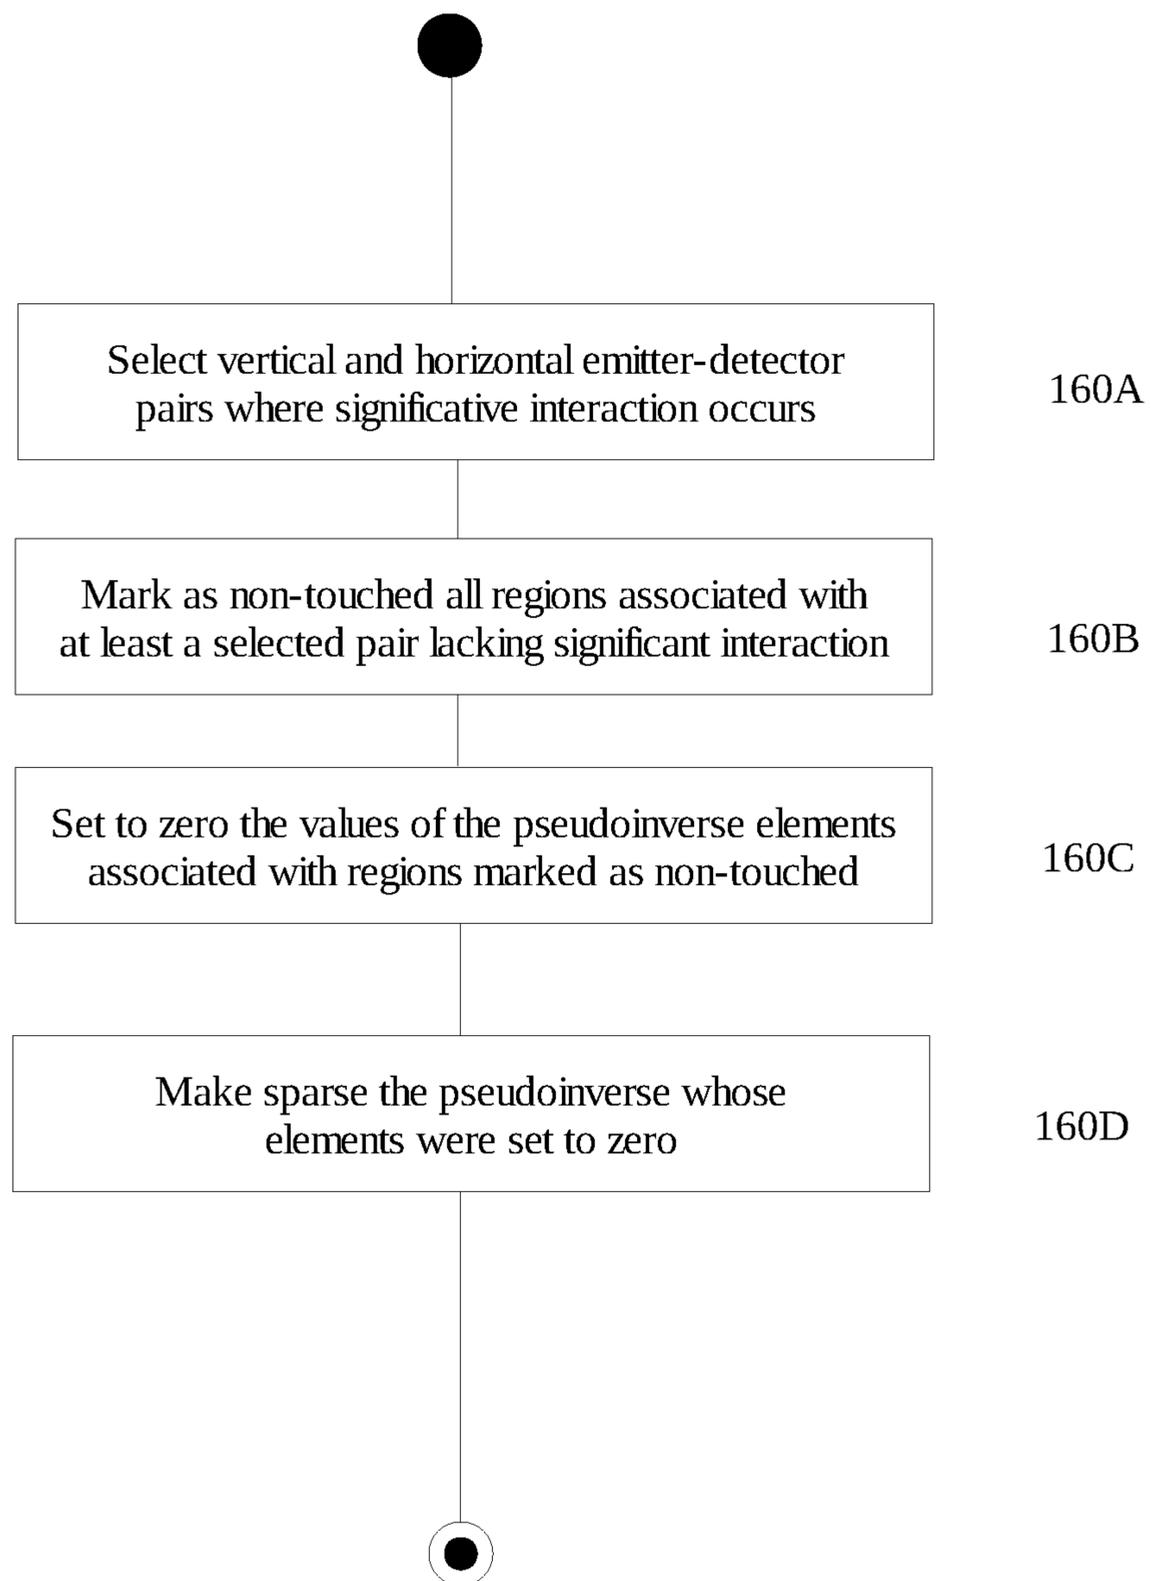 Select vertical and horizontal emitter-detector
pairs where significative interaction occurs
160A
Mark as non-touched all regions associated with
at least a selected pair lacking significant interaction
160B
Set to zero the values of the pseudoinverse elements
associated with regions marked as non-touched
160C
Make sparse the pseudoinverse whose
elements were set to zero
160D